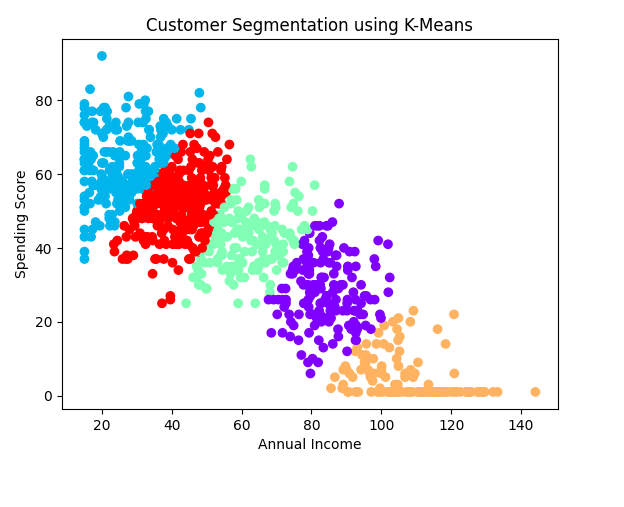 Customer Segmentation using K-Means
Spending Score
80
60
40
20
0
20 40 60 80 100 120 140
Annual Income